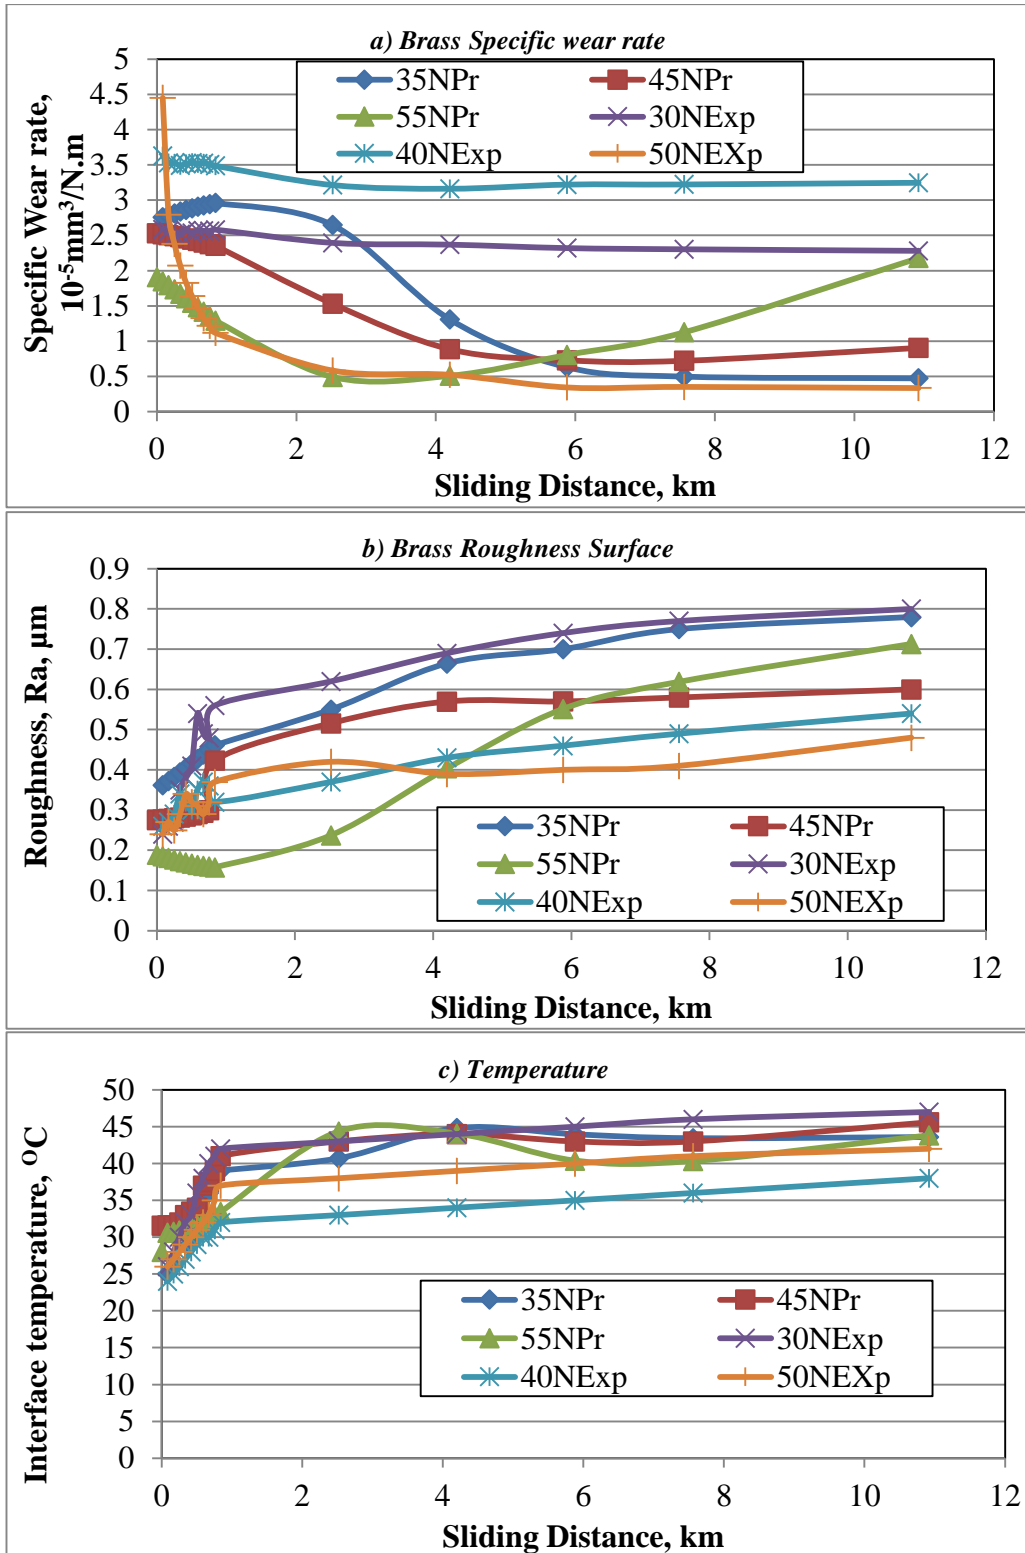 a) Brass Specific wear rate
Specific Wear rate,
10⁻⁵mm³/N.m
5
4.5
4
3.5
3
2.5
2
1.5
1
0.5
0
35NPr 45NPr
55NPr 30NExp
40NExp 50NEXp
0 2 4 6 8 10 12
Sliding Distance, km
b) Brass Roughness Surface
Roughness, Ra, µm
0.9
0.8
0.7
0.6
0.5
0.4
0.3
0.2
0.1
0
35NPr 45NPr
55NPr 30NExp
40NExp 50NEXp
0 2 4 6 8 10 12
Sliding Distance, km
c) Temperature
Interface temperature, ᴼC
50
45
40
35
30
25
20
15
10
5
0
35NPr 45NPr
55NPr 30NExp
40NExp 50NEXp
0 2 4 6 8 10 12
Sliding Distance, km